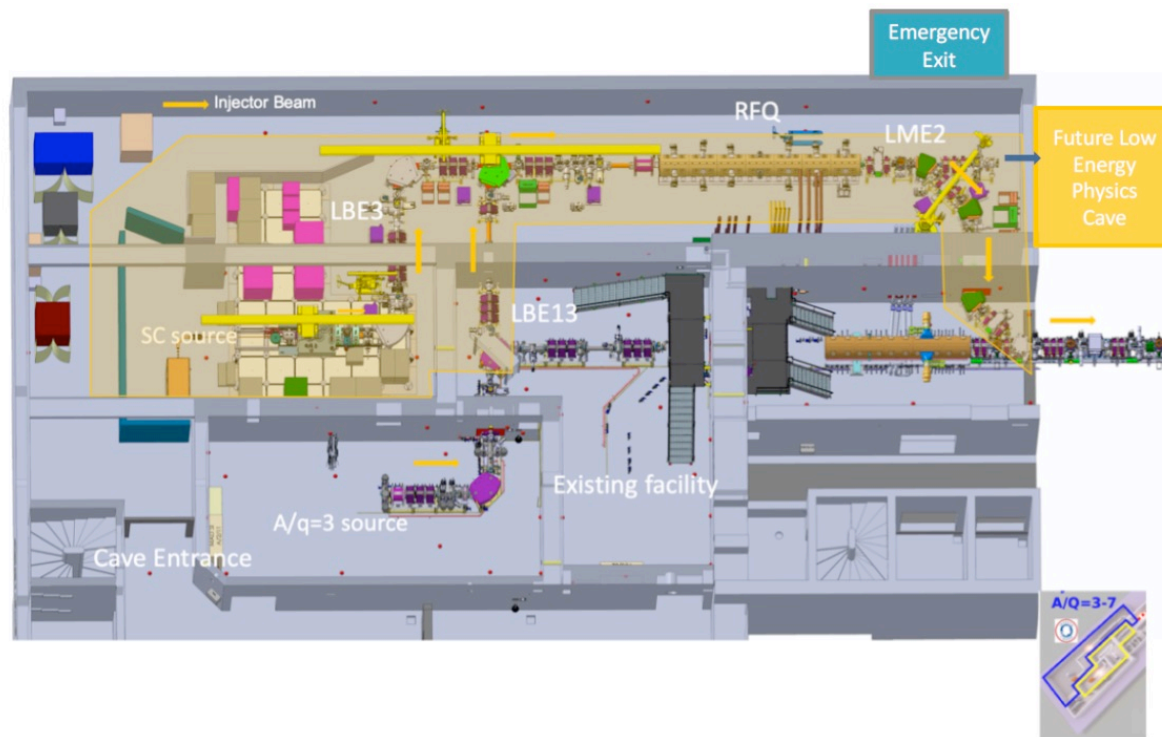 Emergency
Exit
Injector Beam
RFQ
LME2
Future Low
Energy
Physics
Cave
LBE3
LBE13
SC source
Existing facility
A/q=3 source
Cave Entrance
A/Q=3-7